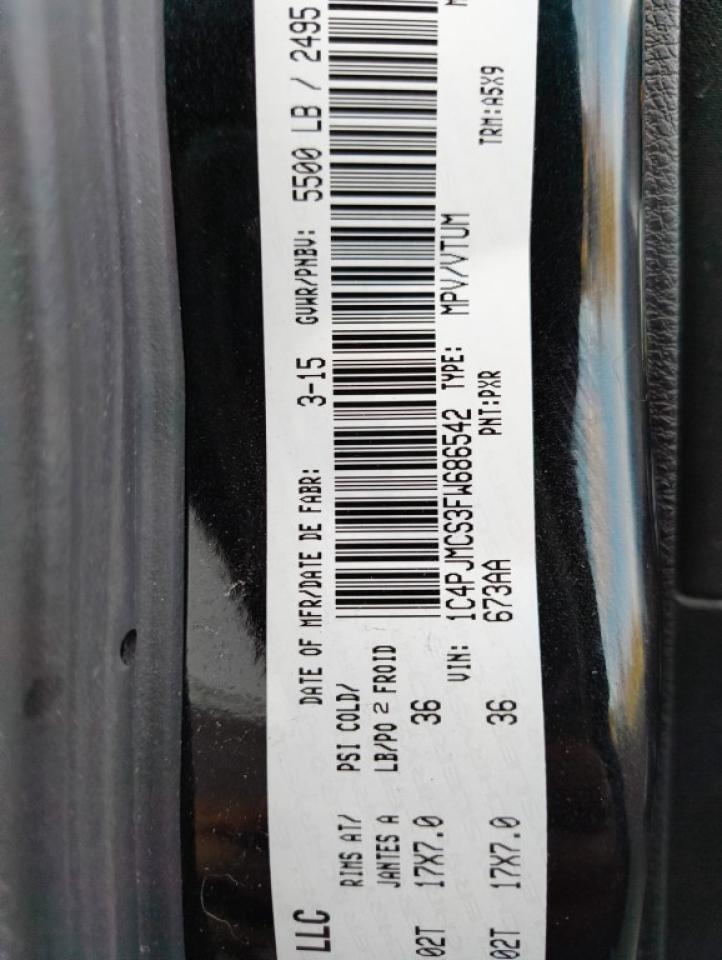 LLC DATE OF MFR/DATE DE FABR: 3-15 GVWR/PNBV: 5500 LB / 2495
RIMS AT/ PSI COLD/
JANTES A LB/PO 2 FROID
02T 17X7.0 36
VIN: 1C4PJMCS3FW686542 TYPE: MPV/VTUM
02T 17X7.0 36 673AA PNT:PXR TRM:A5X9